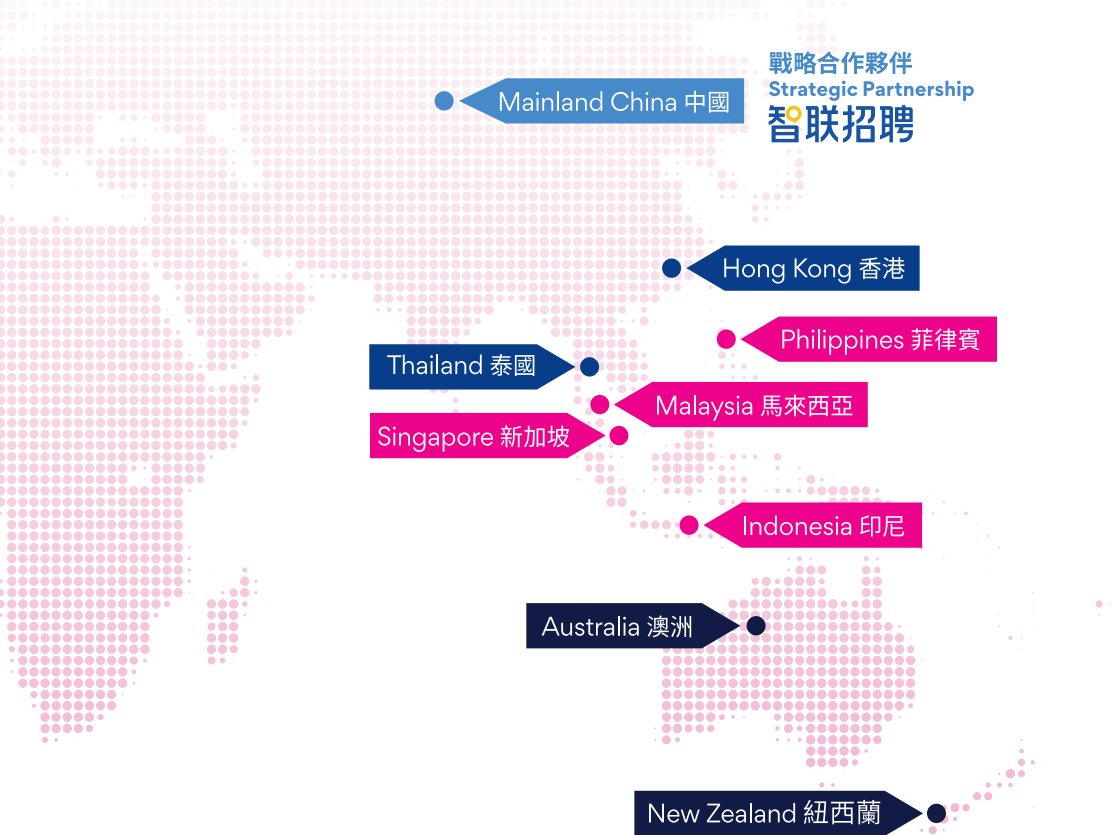 戰略合作夥伴
Strategic Partnership
Mainland China 中國
智联招聘
Hong Kong 香港
Philippines 菲律賓
Thailand 泰國
Malaysia 馬來西亞
Singapore 新加坡
Indonesia 印尼
Australia 澳洲
New Zealand 紐西蘭